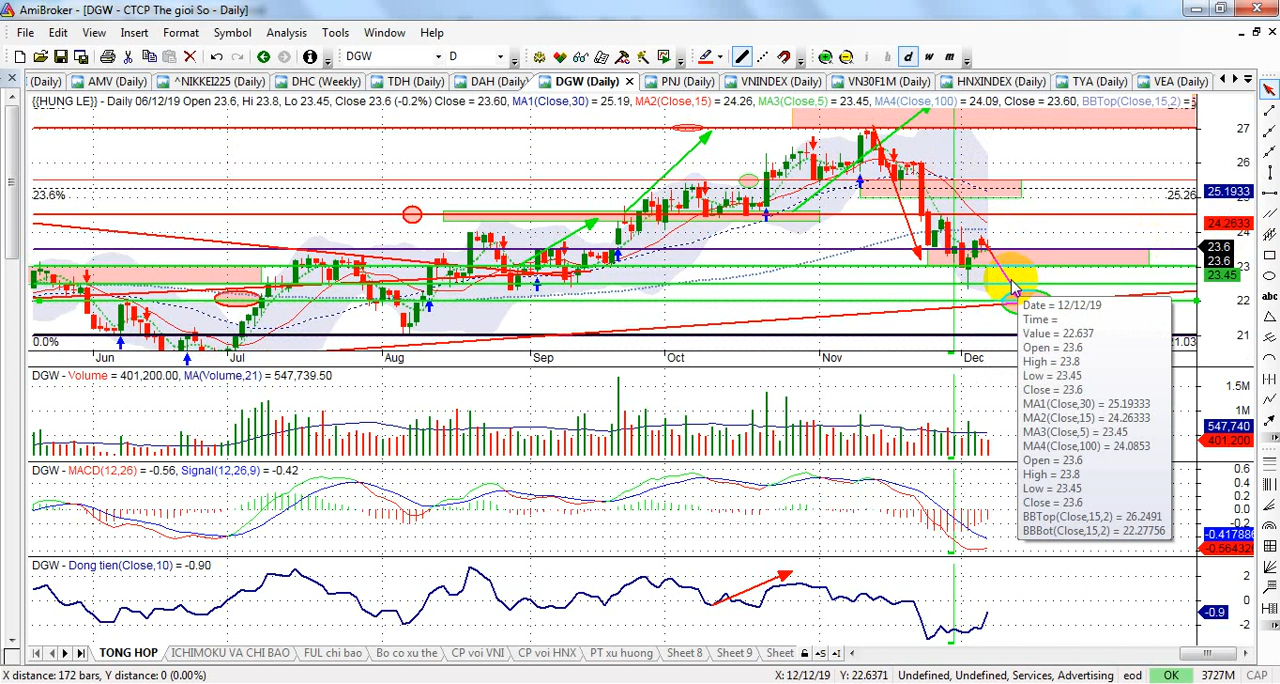 AmiBroker - [DGW - CTCP The gioi So - Daily]
File Edit View Insert Format Symbol Analysis Tools Window Help
DGW D i h d w m
(Daily) AMV (Daily) ^NIKKEI225 (Daily) DHC (Weekly) TDH (Daily) DAH (Daily) DGW (Daily) PNJ (Daily) VNINDEX (Daily) VN30F1M (Daily) HNXINDEX (Daily) TYA (Daily) VEA (Daily)
{{HUNG LE}} - Daily 06/12/19 Open 23.6, Hi 23.8, Lo 23.45, Close 23.6 (-0.2%) Close = 23.60, MA1(Close,30) = 25.19, MA2(Close,15) = 24.26, MA3(Close,5) = 23.45, MA4(Close,100) = 24.09, Close = 23.60, BBTop(Close,15,2) =
27
26
23.6%
25.26
25.1933
24.2633
24
23.6
23.6
23.45
23
22
21
0.0%
21.03
Jun Jul Aug Sep Oct Nov Dec
Date = 12/17/19
Time =
Value = 22.637
Open = 23.6
High = 23.8
Low = 23.45
Close = 23.6
MA1(Close,30) = 25.19333
MA2(Close,15) = 24.26333
MA3(Close,5) = 23.45
MA4(Close,100) = 24.0853
Open = 23.6
High = 23.8
Low = 23.45
Close = 23.6
BBTop(Close,15,2) = 26.2491
BBBot(Close,15,2) = 22.27756
DGW - Volume = 401,200.00, MA(Volume,21) = 547,739.50
1.5M
1M
547,740
401,200
DGW - MACD(12,26) = -0.56, Signal(12,26,9) = -0.42
0.6
0.4
0.2
0.0
-0.2
-0.417886
-0.564326
DGW - Dong tien(Close,10) = -0.90
2
0
-0.9
-2
TONG HOP ICHIMOKU VA CHI BAO FUL chi bao Bo co xu the CP voi VNI CP voi HNX PT xu huong Sheet 8 Sheet 9 Sheet
X distance: 172 bars, Y distance: 0 (0.00%) X: 12/12/19 Y: 22.6371 Undefined, Undefined, Services, Advertising eod OK 3727M CAP